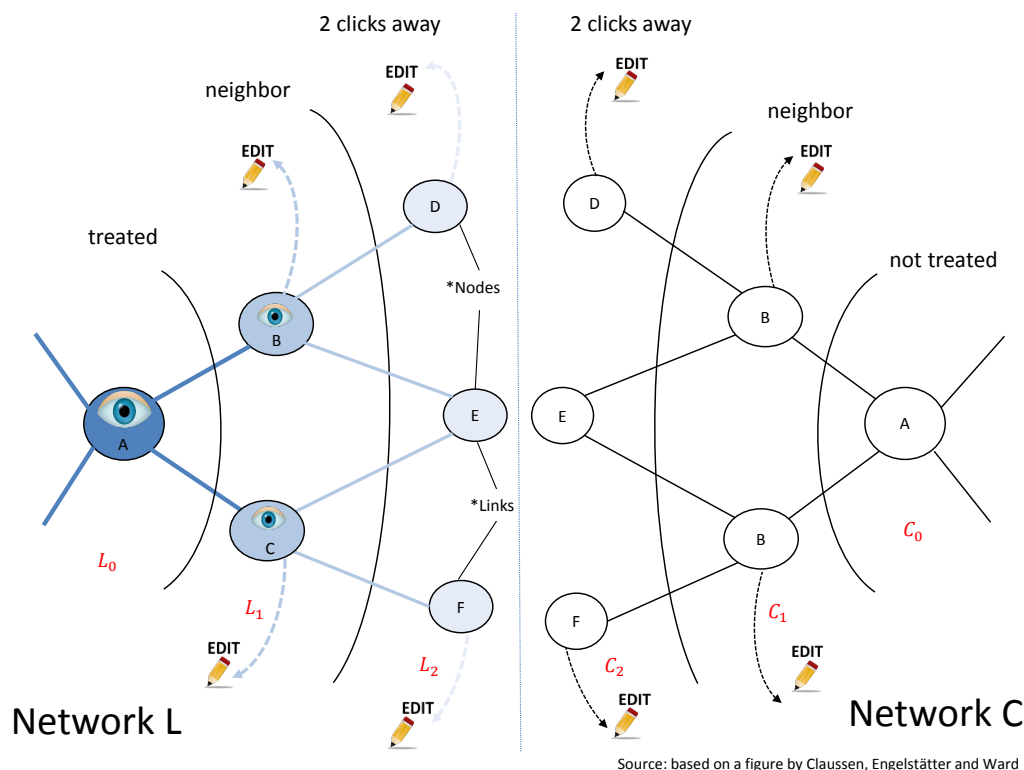 2 clicks away
2 clicks away
EDIT
EDIT
neighbor
neighbor
EDIT
EDIT
D
D
treated
not treated
*Nodes
B
B
E
E
A
A
*Links
C
B
L0
C0
L1
C1
F
F
L2
C2
EDIT
EDIT
EDIT
EDIT
Network L
Network C
Source: based on a figure by Claussen, Engelstätter and Ward